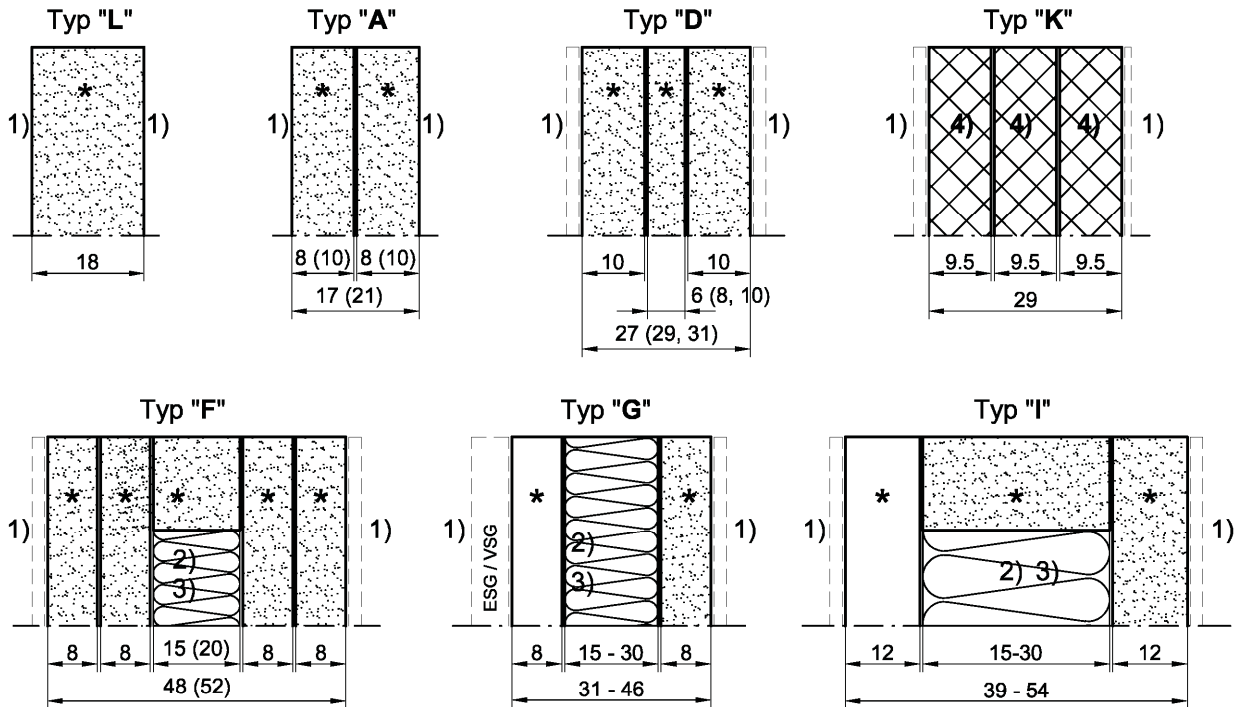 Typ "L"
Typ "A"
Typ "D"
Typ "K"
* * * * * *
1) 1) 1) 1) 1) 1) 1) 1)
4) 4) 4)
18
8 (10) 8 (10)
17 (21)
10 10
6 (8, 10)
27 (29, 31)
9.5 9.5 9.5
29
Typ "F"
Typ "G"
Typ "I"
* * * * * * * * * *
1) 1) 1) 1) 1) 1)
ESG / VSG
2)
3)
2)
3)
2) 3)
8 8 15 (20) 8 8
48 (52)
8 15 - 30 8
31 - 46
12 15-30 12
39 - 54